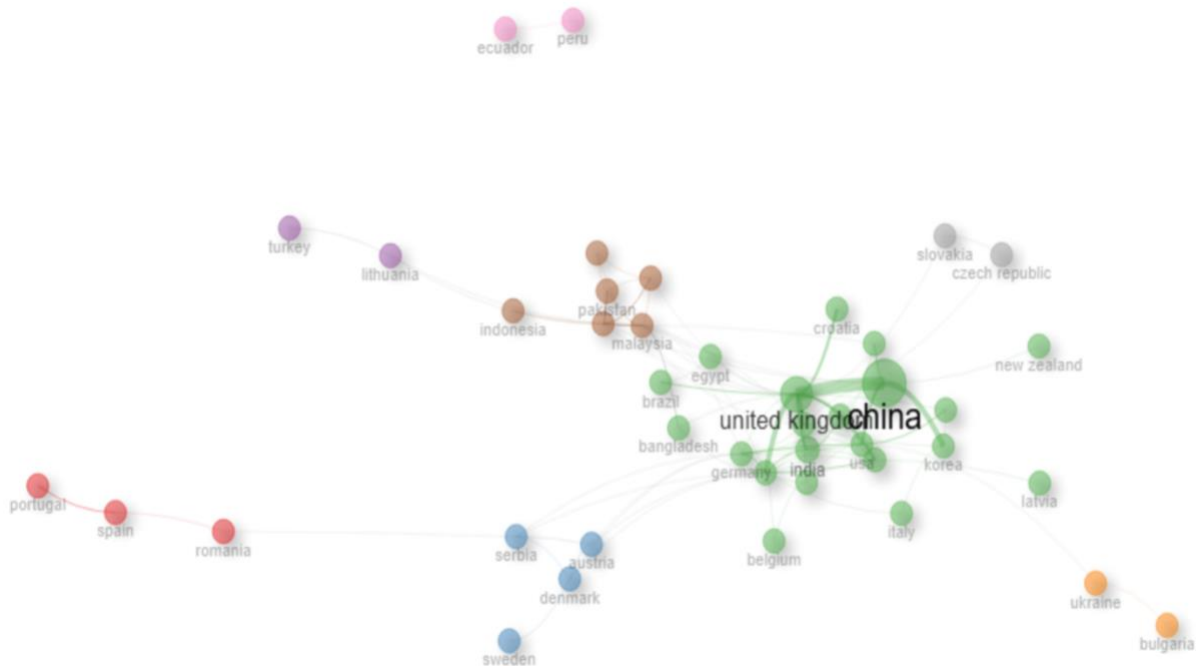 peru
ecuador
turkey
lithuania
slovakia
czech republic
indonesia
pakistan
malaysia
croatia
egypt
new zealand
brazil
united kingdom
china
bangladesh
germany
india
usa
korea
portugal
spain
romania
serbia
austria
denmark
sweden
belgium
italy
latvia
ukraine
bulgaria